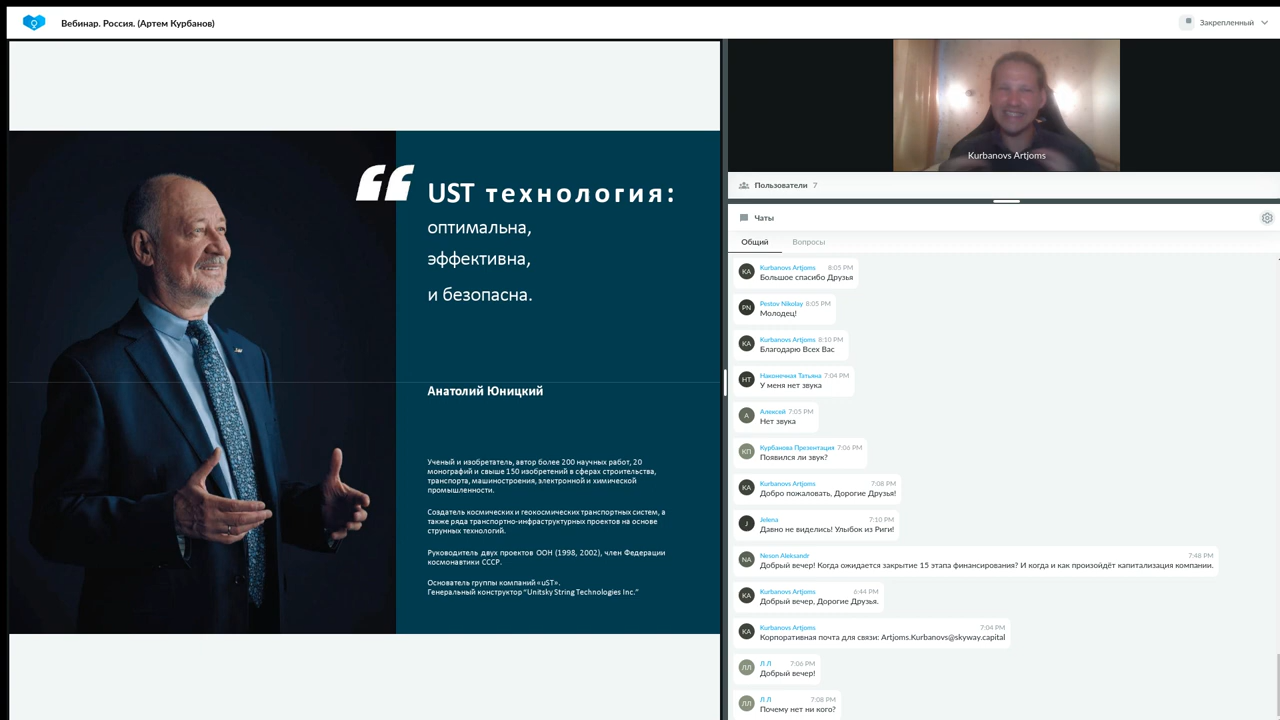 Вебинар. Россия. (Артем Курбанов)
Закрепленный
“
UST технология:
оптимальна,
эффективна,
и безопасна.
Анатолий Юницкий
Ученый и изобретатель, автор более 200 научных работ, 20
монографий и свыше 150 изобретений в сферах строительства,
транспорта, машиностроения, электронной и химической
промышленности.
Создатель космических и геокосмических транспортных систем, а
также ряда транспортно-инфраструктурных проектов на основе
струнных технологий.
Руководитель двух проектов ООН (1998, 2002), член Федерации
космонавтики СССР.
Основатель группы компаний «uST».
Генеральный конструктор “Unitsky String Technologies Inc.”
Kurbanovs Artjoms
Пользователи 7
Чаты
Общий Вопросы
KA Kurbanovs Artjoms 8:05 PM
Большое спасибо Друзья
PN Pestov Nikolay 8:05 PM
Молодец!
KA Kurbanovs Artjoms 8:10 PM
Благодарю Всех Вас
НТ Наконечная Татьяна 7:04 PM
У меня нет звука
А Алексей 7:05 PM
Нет звука
КП Курбанова Презентация 7:06 PM
Появился ли звук?
KA Kurbanovs Artjoms 7:08 PM
Добро пожаловать, Дорогие Друзья!
J Jelena 7:10 PM
Давно не виделись! Улыбок из Риги!
NA Neson Aleksandr 7:48 PM
Добрый вечер! Когда ожидается закрытие 15 этапа финансирования? И когда и как произойдёт капитализация компании.
KA Kurbanovs Artjoms 6:44 PM
Добрый вечер, Дорогие Друзья.
KA Kurbanovs Artjoms 7:04 PM
Корпоративная почта для связи: Artjoms.Kurbanovs@skyway.capital
ЛЛ Л Л 7:06 PM
Добрый вечер!
ЛЛ Л Л 7:08 PM
Почему нет ни кого?